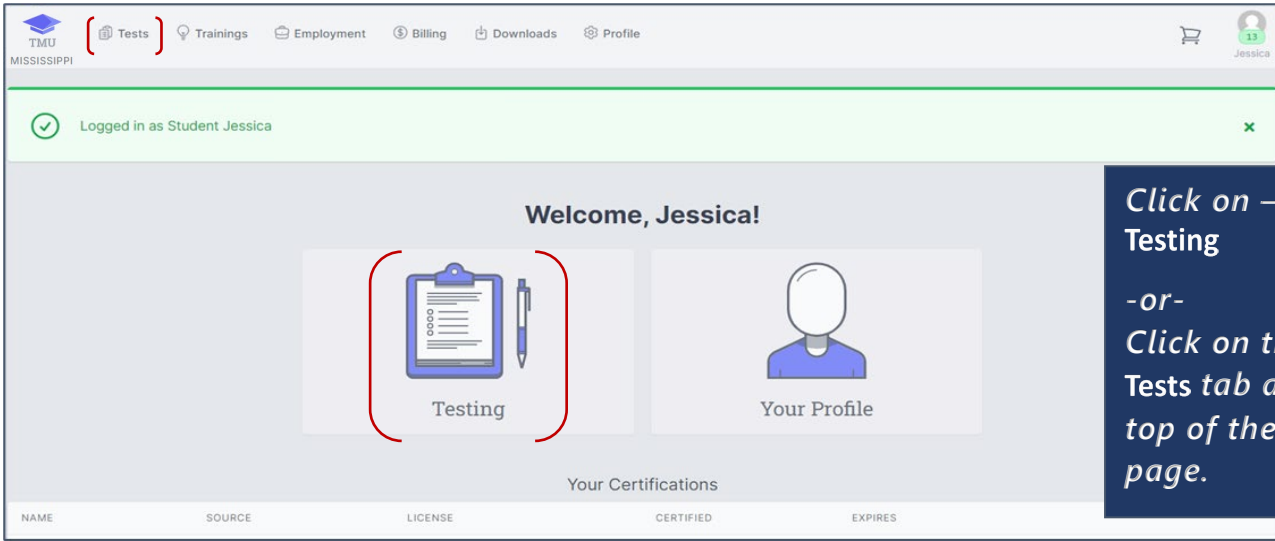 TMU
MISSISSIPPI
Tests
Trainings
Employment
Billing
Downloads
Profile
13
Jessica
Logged in as Student Jessica
Welcome, Jessica!
Testing
Your Profile
Click on –
Testing
-or-
Click on
Tests tab
top of the
page.
Your Certifications
NAME SOURCE LICENSE CERTIFIED EXPIRES